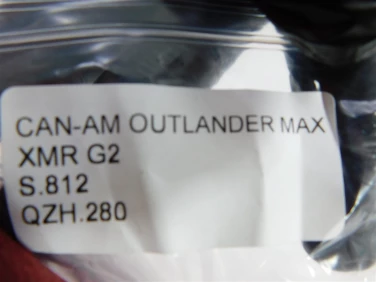 CAN-AM OUTLANDER MAX
XMR G2
S.812
QZH.280